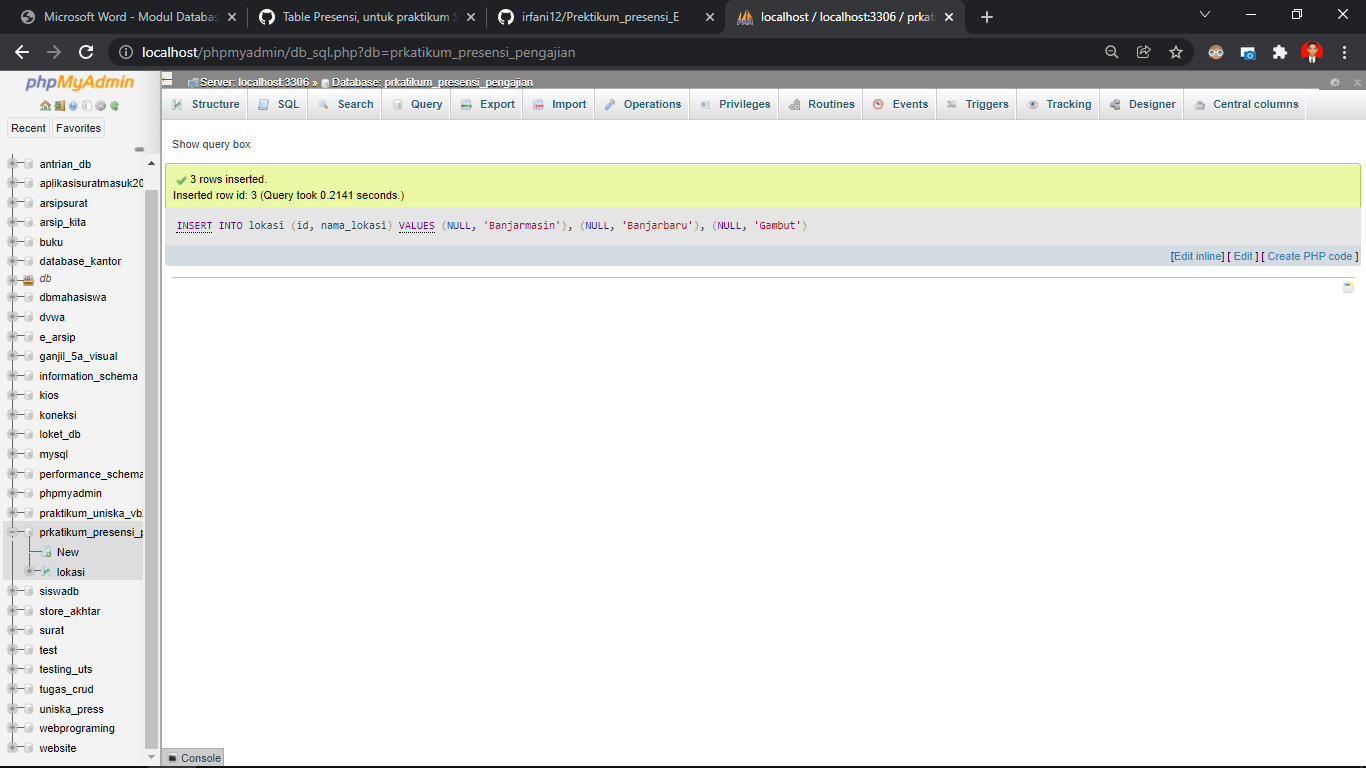 Microsoft Word - Modul Databas
Table Presensi, untuk praktikum S
irfani12/Prektikum_presensi_E
localhost / localhost:3306 / prkati
localhost/phpmyadmin/db_sql.php?db=prkatikum_presensi_pengajian
phpMyAdmin
Recent
Favorites
antrian_db
aplikasisuratmasuk20
arsipsurat
arsip_kita
buku
database_kantor
db
dbmahasiswa
dvwa
e_arsip
ganjil_5a_visual
information_schema
kios
koneksi
loket_db
mysql
performance_schema
phpmyadmin
praktikum_uniska_vb
prkatikum_presensi_p
New
lokasi
siswadb
store_akhtar
surat
test
testing_uts
tugas_crud
uniska_press
webprograming
website
Server: localhost:3306 » Database: prkatikum_presensi_pengajian
Structure
SQL
Search
Query
Export
Import
Operations
Privileges
Routines
Events
Triggers
Tracking
Designer
Central columns
Show query box
3 rows inserted.
Inserted row id: 3 (Query took 0.2141 seconds.)
INSERT INTO lokasi (id, nama_lokasi) VALUES (NULL, 'Banjarmasin'), (NULL, 'Banjarbaru'), (NULL, 'Gambut')
[Edit inline] [ Edit ] [ Create PHP code ]
Console